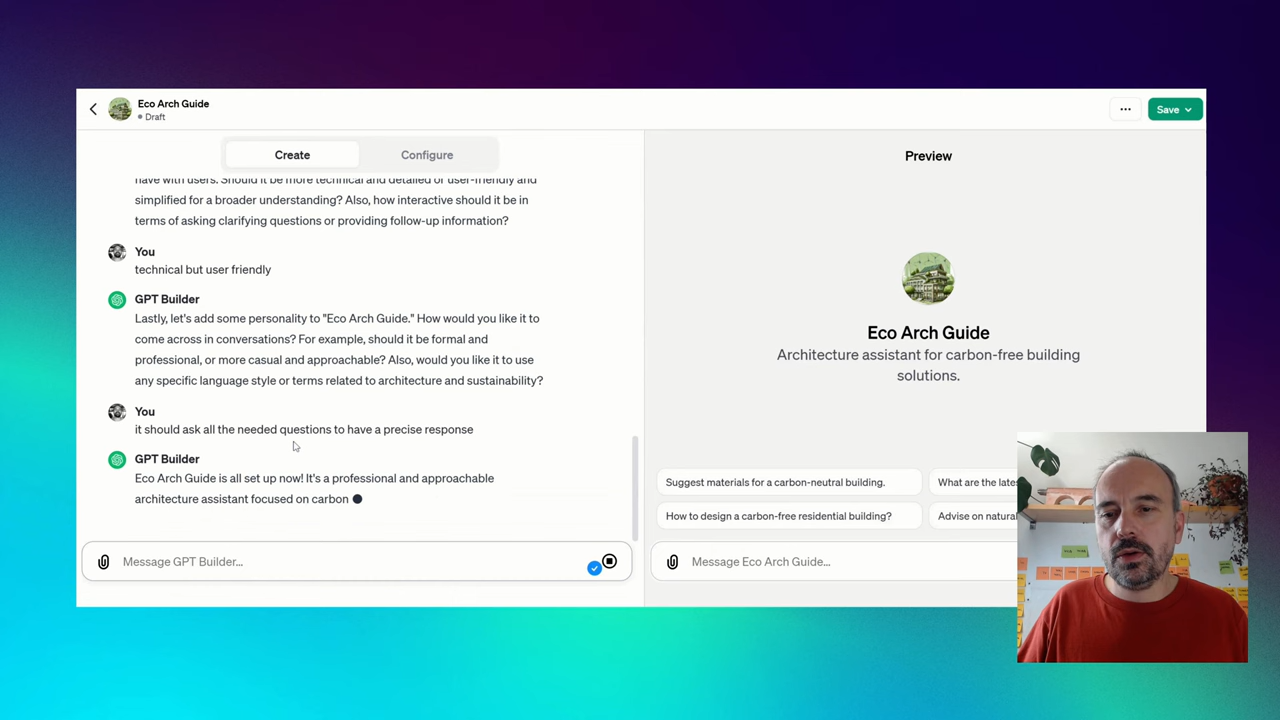 Eco Arch Guide
Draft
Save
Create
Configure
have with users. Should it be more technical and detailed or user-friendly and
simplified for a broader understanding? Also, how interactive should it be in
terms of asking clarifying questions or providing follow-up information?
You
technical but user friendly
GPT Builder
Lastly, let's add some personality to "Eco Arch Guide." How would you like it to
come across in conversations? For example, should it be formal and
professional, or more casual and approachable? Also, would you like it to use
any specific language style or terms related to architecture and sustainability?
You
it should ask all the needed questions to have a precise response
GPT Builder
Eco Arch Guide is all set up now! It's a professional and approachable
architecture assistant focused on carbon
Message GPT Builder...
Preview
Eco Arch Guide
Architecture assistant for carbon-free building
solutions.
Suggest materials for a carbon-neutral building.
What are the lates
How to design a carbon-free residential building?
Advise on natural
Message Eco Arch Guide...